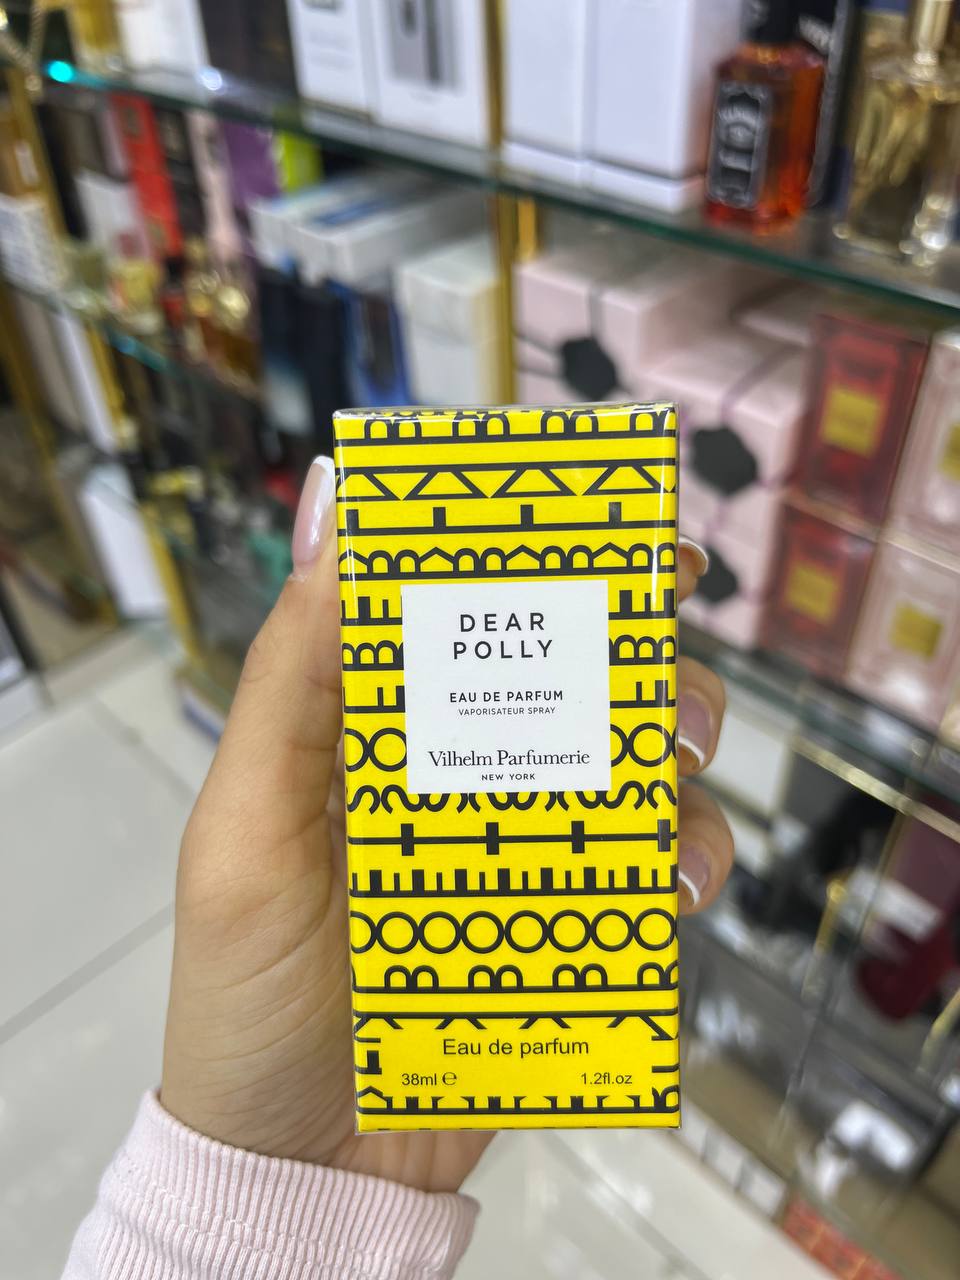 DEAR
POLLY
EAU DE PARFUM
VAPORISATEUR SPRAY
Vilhelm Parfumerie
NEW YORK
Eau de parfum
38ml ℮ 1.2fl.oz